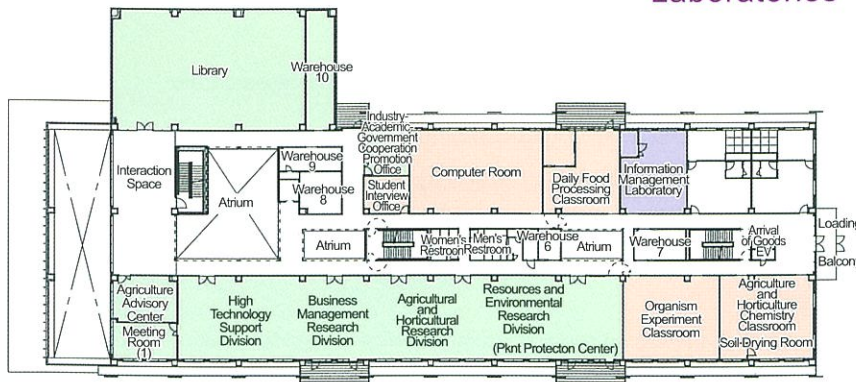 Laboratories
Library
Warehouse
10
Industry-
Academic-
Government
Cooperation
Promotion
Office
Interaction
Space
Atrium
Warehouse
9
Warehouse
8
Student
Interview
Office
Computer Room
Daily Food
Processing
Classroom
Information
Management
Laboratory
Atrium
Women's
Restroom
Men's
Restroom
Warehouse
6
Atrium
Warehouse
7
Arrival
of Goods
EV
Loading
Balcony
Agriculture
Advisory
Center
Meeting
Room
(1)
High
Technology
Support
Division
Business
Management
Research
Division
Agricultural
and
Horticultural
Research
Division
Resources and
Environmental
Research
Division
(Pknt Protecton Center)
Organism
Experiment
Classroom
Agriculture
and
Horticulture
Chemistry
Classroom
Soil-Drying Room